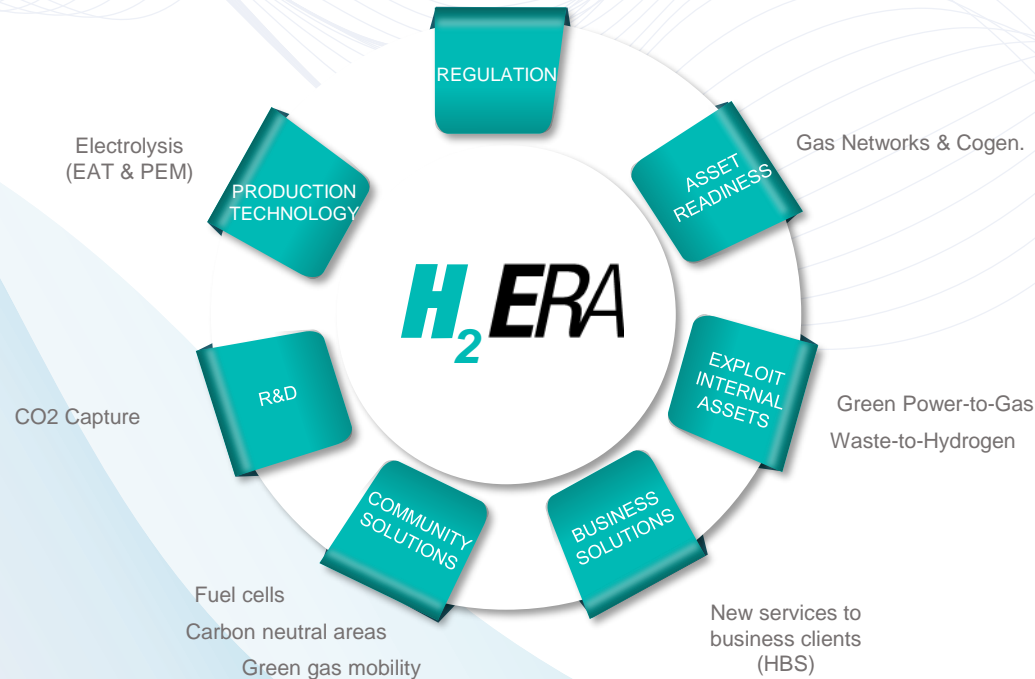 REGULATION
ASSET
READINESS
Gas Networks & Cogen.
EXPLOIT
INTERNAL
ASSETS
Green Power-to-Gas
Waste-to-Hydrogen
BUSINESS
SOLUTIONS
New services to
business clients
(HBS)
COMMUNITY
SOLUTIONS
Fuel cells
Carbon neutral areas
Green gas mobility
R&D
CO2 Capture
PRODUCTION
TECHNOLOGY
Electrolysis
(EAT & PEM)
H2ERA